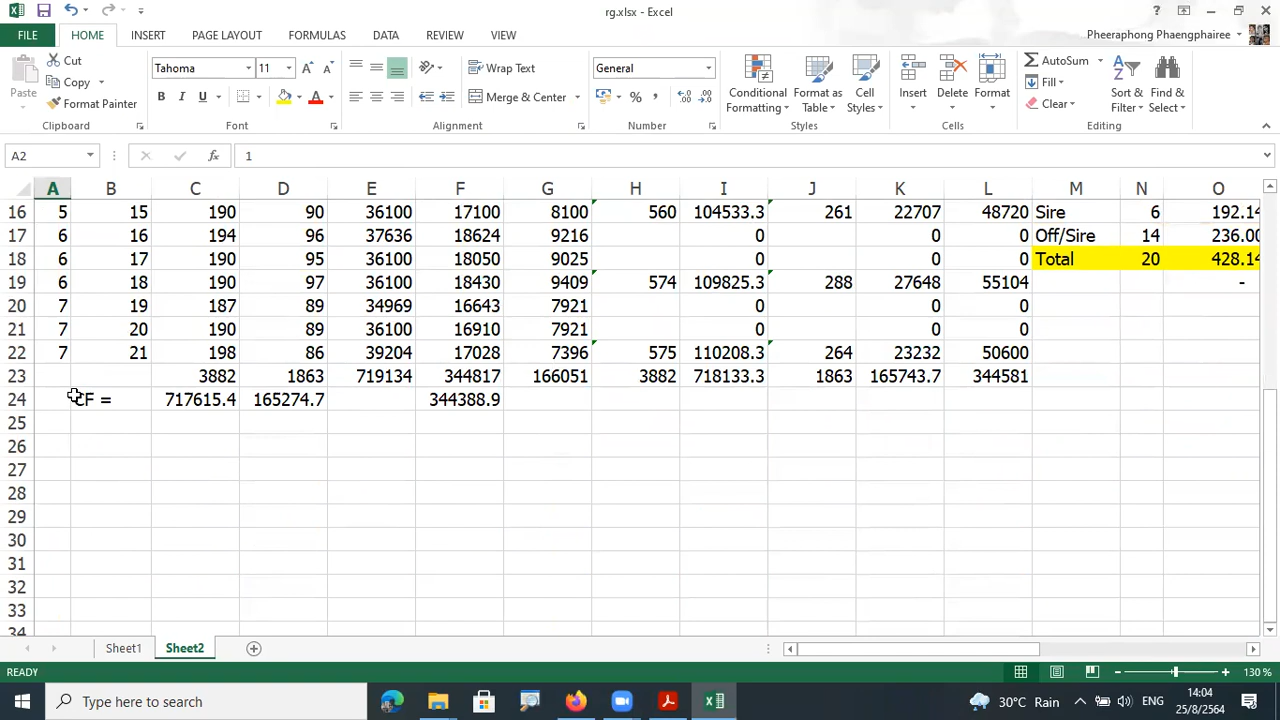 rg.xlsx - Excel
FILE HOME INSERT PAGE LAYOUT FORMULAS DATA REVIEW VIEW Pheeraphong Phaengphairee
Paste Cut Copy Format Painter Clipboard
Tahoma 11 B I U A Font
Wrap Text Merge & Center Alignment
General % , Number
Conditional Formatting Format as Table Cell Styles Styles
Insert Delete Format Cells
AutoSum Fill Clear Sort & Filter Find & Select Editing
A2 fx 1
A B C D E F G H I J K L M N O
16 5 15 190 90 36100 17100 8100 560 104533.3 261 22707 48720 Sire 6 192.14
17 6 16 194 96 37636 18624 9216 0 0 0 Off/Sire 14 236.00
18 6 17 190 95 36100 18050 9025 0 0 0 Total 20 428.14
19 6 18 190 97 36100 18430 9409 574 109825.3 288 27648 55104 -
20 7 19 187 89 34969 16643 7921 0 0 0
21 7 20 190 89 36100 16910 7921 0 0 0
22 7 21 198 86 39204 17028 7396 575 110208.3 264 23232 50600
23 3882 1863 719134 344817 166051 3882 718133.3 1863 165743.7 344581
24 CF = 717615.4 165274.7 344388.9
25
26
27
28
29
30
31
32
33
34
Sheet1 Sheet2
READY 130 %
Type here to search 30°C Rain ENG 14:04
25/8/2564